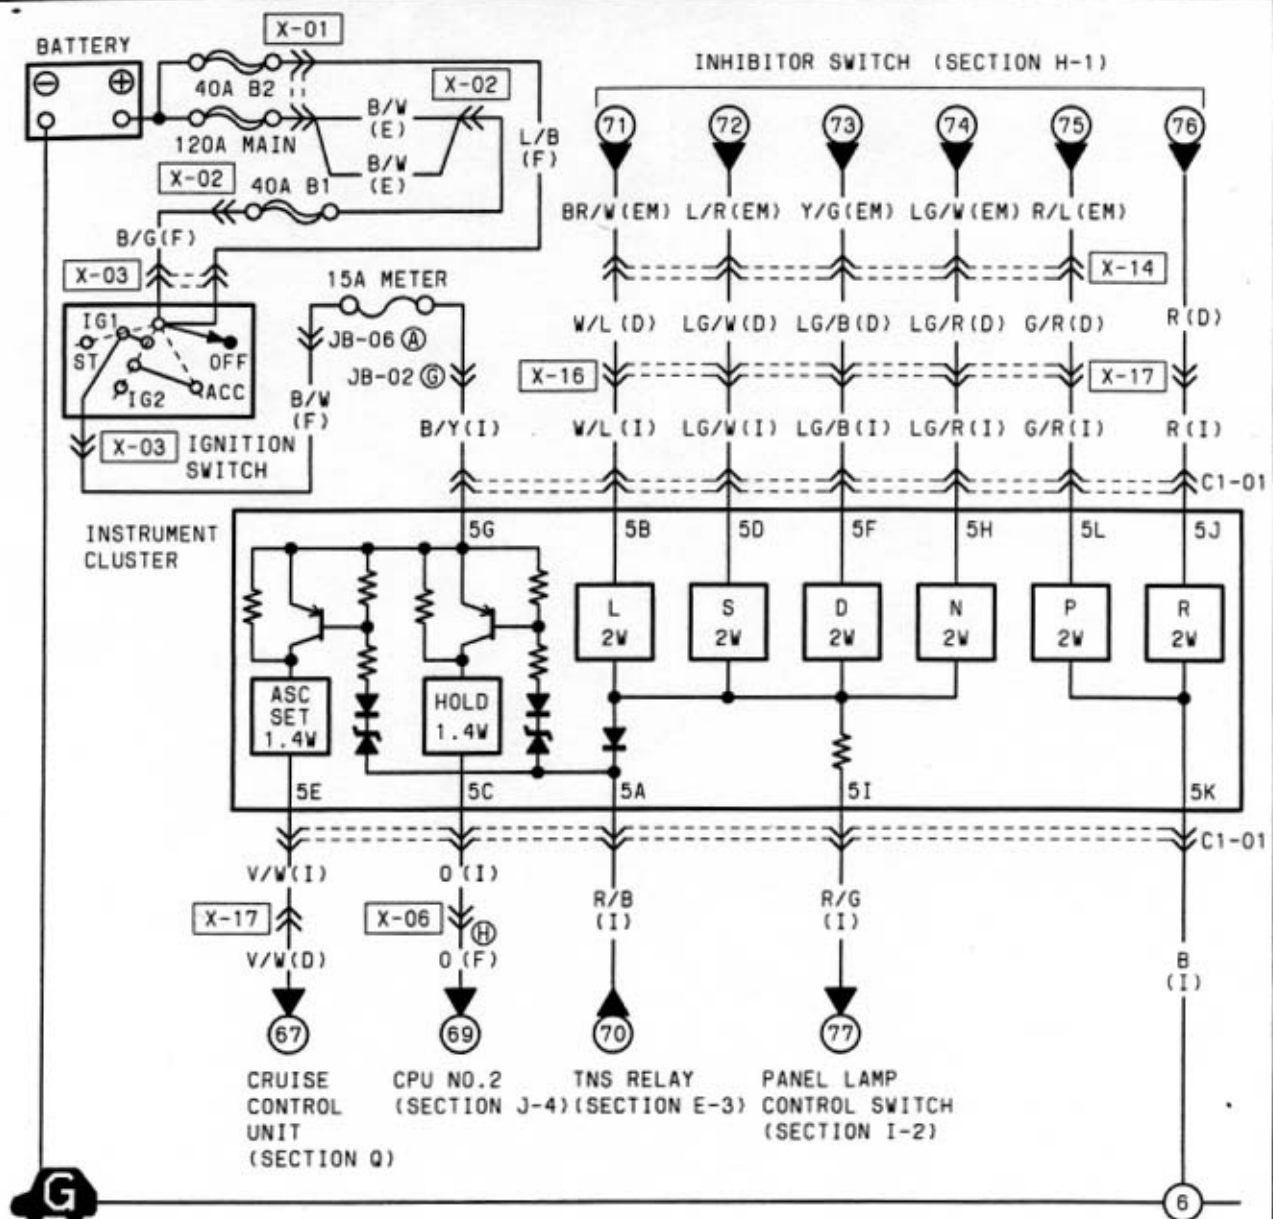 X-01
BATTERY
40A B2
X-02
INHIBITOR SWITCH (SECTION H-1)
B/W
(E)
71 72 73 74 75 76
120A MAIN
L/B
(F)
B/W
(E)
X-02
40A B1
BR/W(EM) L/R(EM) Y/G(EM) LG/W(EM) R/L(EM)
B/G(F)
X-03
15A METER
X-14
IG1
W/L(D) LG/W(D) LG/B(D) LG/R(D) G/R(D) R(D)
ST OFF
JB-06 A
JB-02 G
X-16
X-17
IG2 ACC
B/W
(F)
B/Y(I) W/L(I) LG/W(I) LG/B(I) LG/R(I) G/R(I) R(I)
X-03 IGNITION
SWITCH
C1-01
INSTRUMENT
CLUSTER
5G 5B 5D 5F 5H 5L 5J
L
2W
S
2W
D
2W
N
2W
P
2W
R
2W
ASC
SET
1.4W
HOLD
1.4W
5E 5C 5A 5I 5K
C1-01
V/W(I) O(I)
R/B
(I)
R/G
(I)
X-17
X-06
H
V/W(D) O(F)
B
(I)
67 69 70 77
CRUISE
CONTROL
UNIT
(SECTION Q)
CPU NO.2
(SECTION J-4)
TNS RELAY
(SECTION E-3)
PANEL LAMP
CONTROL SWITCH
(SECTION I-2)
G
6